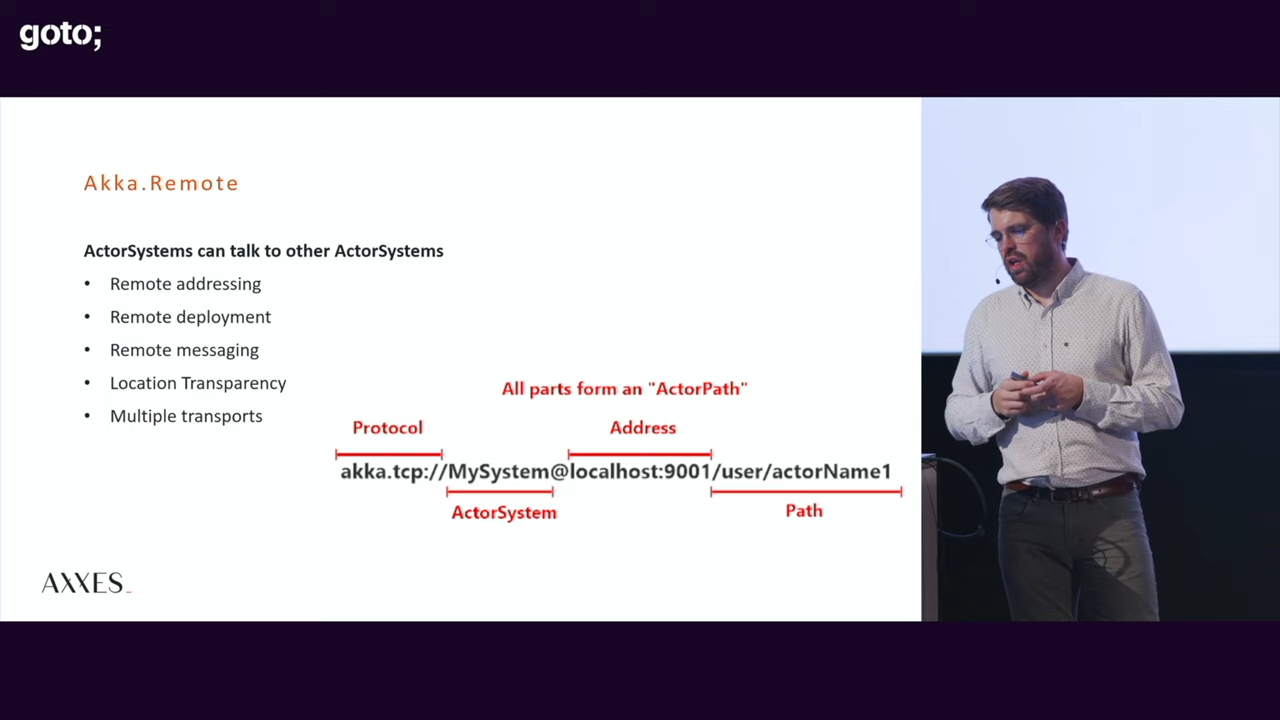 goto;
Akka.Remote
ActorSystems can talk to other ActorSystems
• Remote addressing
• Remote deployment
• Remote messaging
• Location Transparency
• Multiple transports
All parts form an "ActorPath"
Protocol
Address
akka.tcp://MySystem@localhost:9001/user/actorName1
ActorSystem
Path
AXXES_